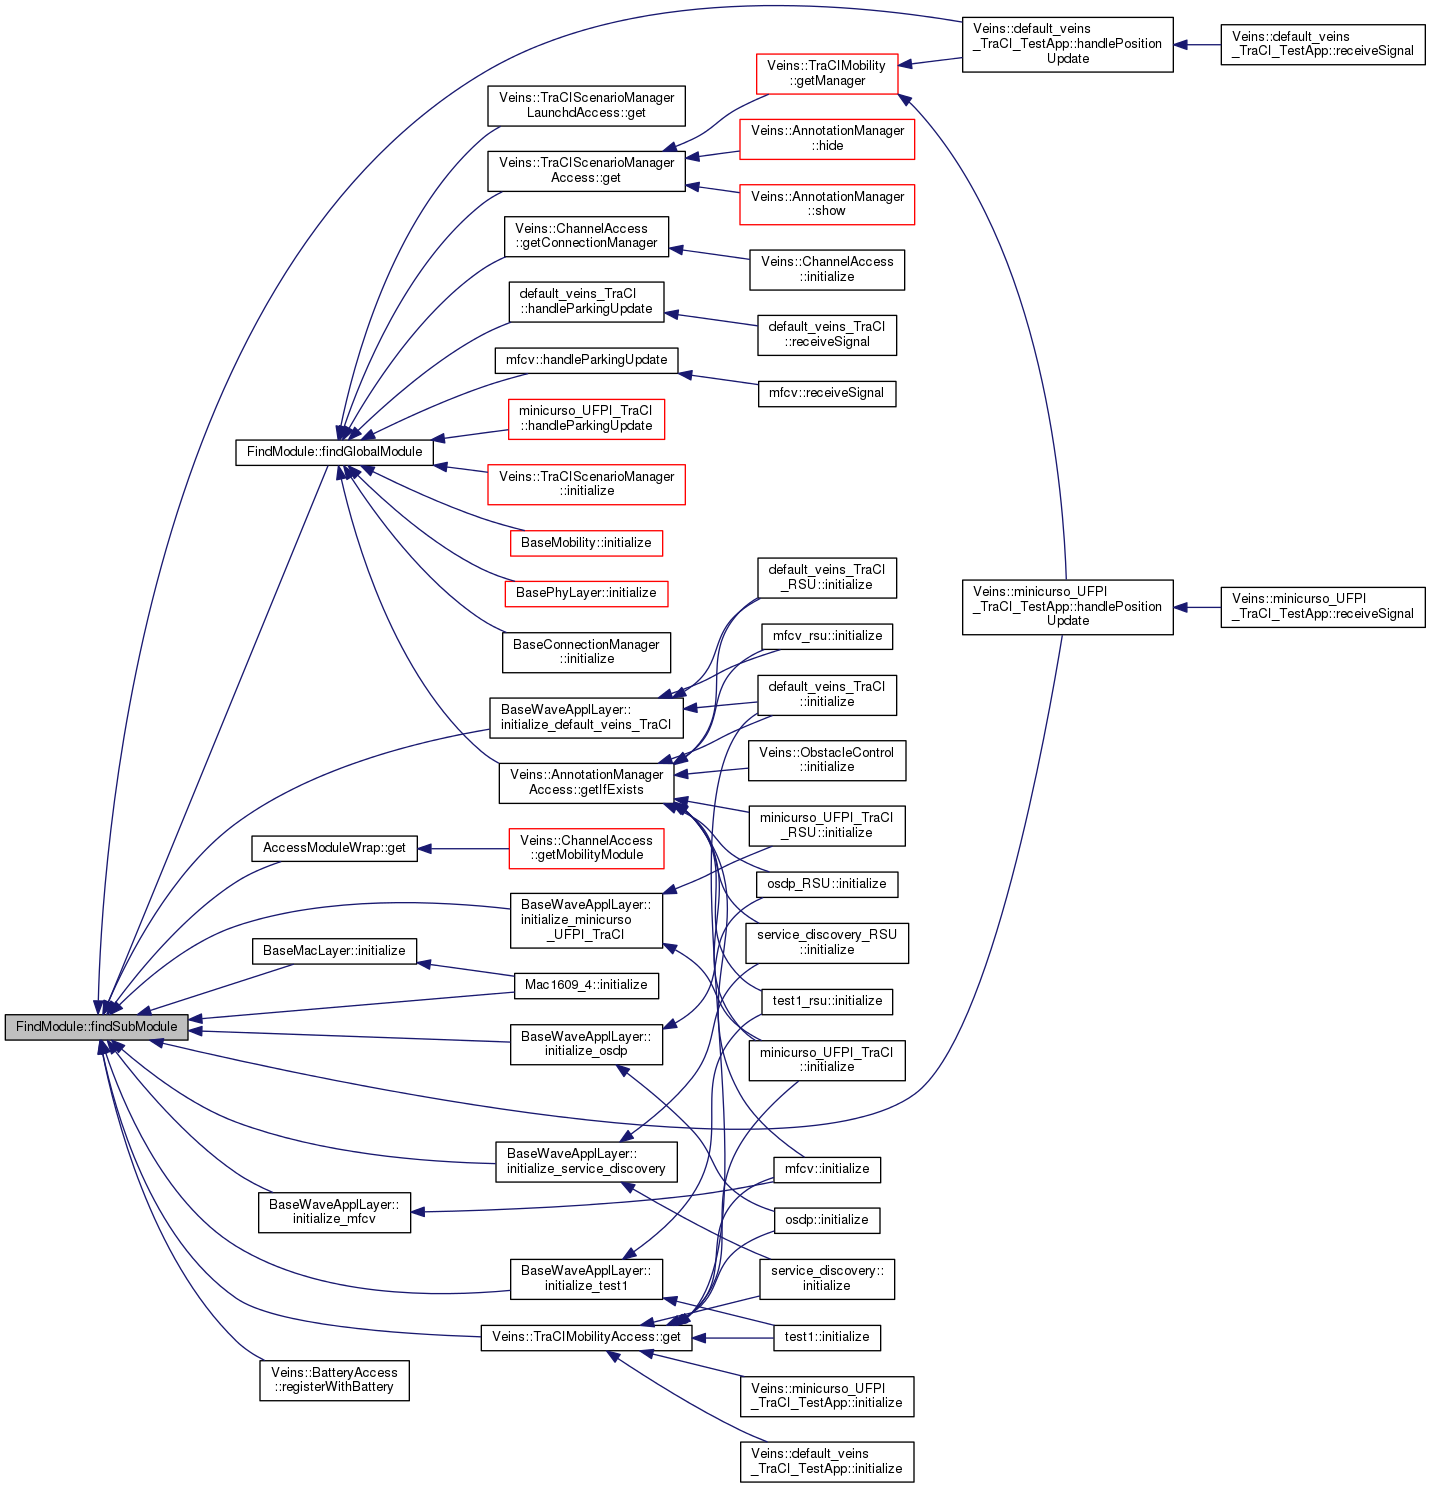 Veins::default_veins
_TraCI_TestApp::handlePosition
Update
Veins::default_veins
_TraCI_TestApp::receiveSignal
Veins::TraCIMobility
::getManager
Veins::TraCIScenarioManager
LaunchdAccess::get
Veins::AnnotationManager
::hide
Veins::TraCIScenarioManager
Access::get
Veins::AnnotationManager
::show
Veins::ChannelAccess
::getConnectionManager
Veins::ChannelAccess
::initialize
default_veins_TraCI
::handleParkingUpdate
default_veins_TraCI
::receiveSignal
mfcv::handleParkingUpdate
mfcv::receiveSignal
minicurso_UFPI_TraCI
::handleParkingUpdate
FindModule::findGlobalModule
Veins::TraCIScenarioManager
::initialize
BaseMobility::initialize
BasePhyLayer::initialize
default_veins_TraCI
_RSU::initialize
Veins::minicurso_UFPI
_TraCI_TestApp::handlePosition
Update
Veins::minicurso_UFPI
_TraCI_TestApp::receiveSignal
BaseConnectionManager
::initialize
mfcv_rsu::initialize
BaseWaveApplLayer::
initialize_default_veins_TraCI
default_veins_TraCI
::initialize
Veins::AnnotationManager
Access::getIfExists
Veins::ObstacleControl
::initialize
minicurso_UFPI_TraCI
_RSU::initialize
AccessModuleWrap::get
Veins::ChannelAccess
::getMobilityModule
osdp_RSU::initialize
BaseWaveApplLayer::
initialize_minicurso
_UFPI_TraCI
service_discovery_RSU
::initialize
BaseMacLayer::initialize
Mac1609_4::initialize
test1_rsu::initialize
FindModule::findSubModule
BaseWaveApplLayer::
initialize_osdp
minicurso_UFPI_TraCI
::initialize
BaseWaveApplLayer::
initialize_service_discovery
mfcv::initialize
BaseWaveApplLayer::
initialize_mfcv
osdp::initialize
BaseWaveApplLayer::
initialize_test1
service_discovery::
initialize
Veins::TraCIMobilityAccess::get
test1::initialize
Veins::BatteryAccess
::registerWithBattery
Veins::minicurso_UFPI
_TraCI_TestApp::initialize
Veins::default_veins
_TraCI_TestApp::initialize